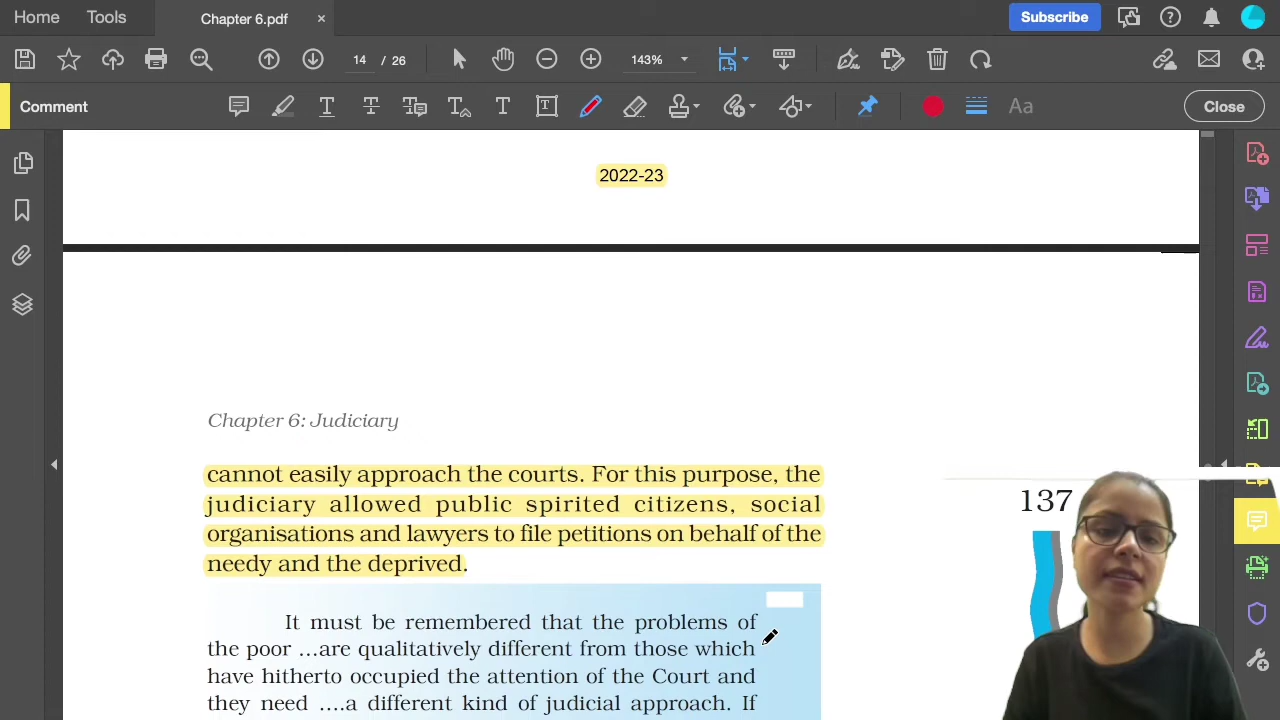 Home Tools Chapter 6.pdf × Subscribe
14 / 26 143%
Comment Aa Close
2022-23
Chapter 6: Judiciary
cannot easily approach the courts. For this purpose, the
judiciary allowed public spirited citizens, social
organisations and lawyers to file petitions on behalf of the
needy and the deprived.
137
It must be remembered that the problems of
the poor ...are qualitatively different from those which
have hitherto occupied the attention of the Court and
they need ....a different kind of judicial approach. If